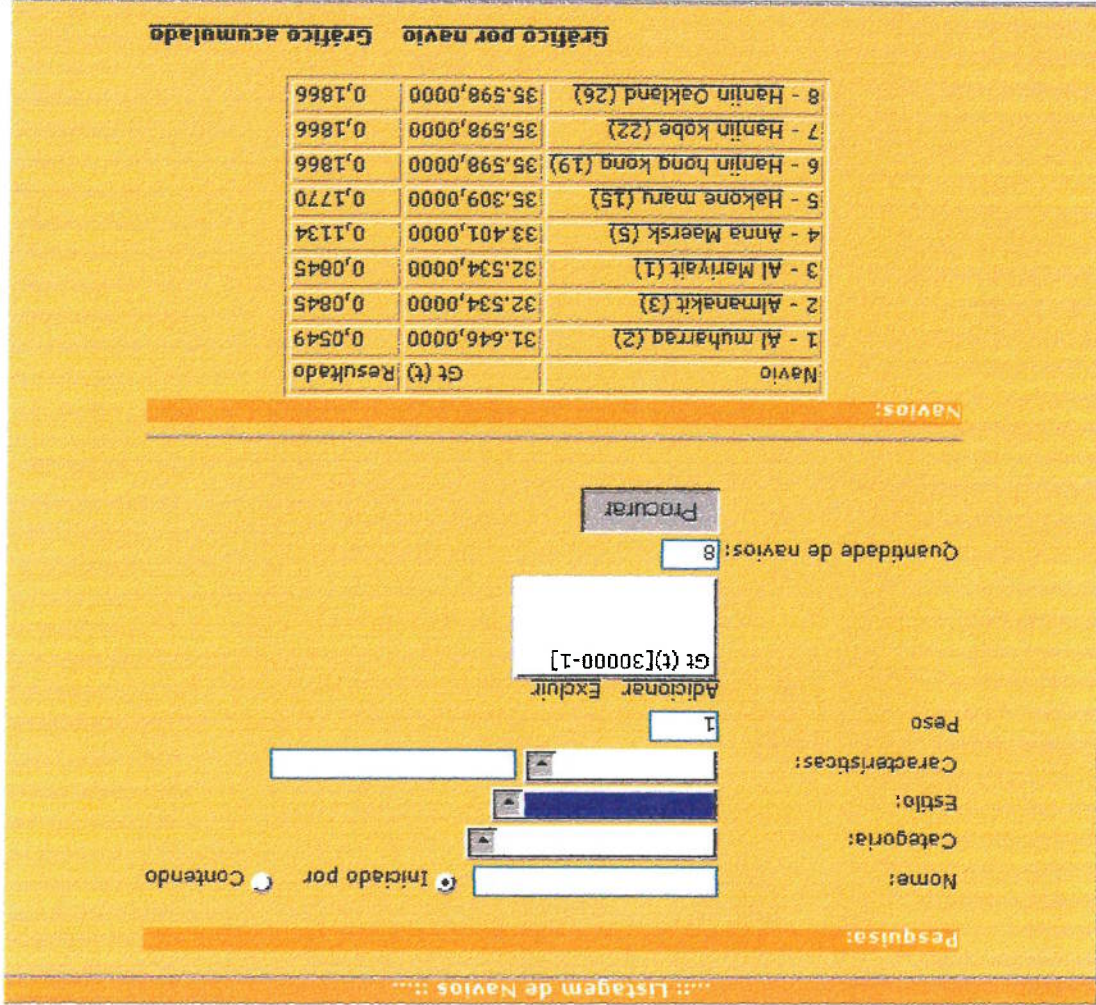 ....:: Listagem de Navios ::....
Pesquisa:
Nome: Iniciado por Contendo
Categoria:
Estilo:
Características:
Peso 1
Adicionar Excluir
Gt (t)[30000-1]
Quantidade de navios: 8
Procurar
Navios:
Navio Gt (t) Resultado
1 - Al muharraq (2) 31.646,0000 0,0549
2 - Almanakit (3) 32.534,0000 0,0845
3 - Al Mariyait (1) 32.534,0000 0,0845
4 - Anna Maersk (5) 33.401,0000 0,1134
5 - Hakone maru (15) 35.309,0000 0,1770
6 - Hanjin hong kong (19) 35.598,0000 0,1866
7 - Hanjin kobe (22) 35.598,0000 0,1866
8 - Hanjin Oakland (26) 35.598,0000 0,1866
Gráfico por navio Gráfico acumulado